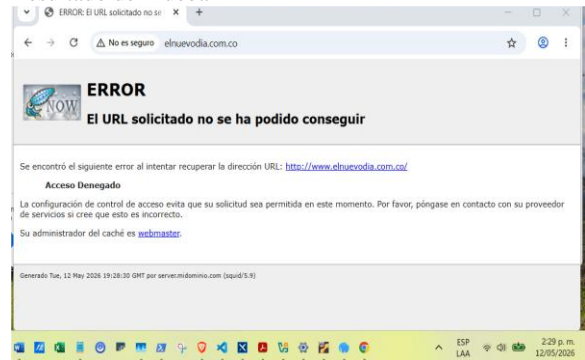 ERROR: El URL solicitado no se
No es seguro
elnuevodia.com.co
NOW
ERROR
El URL solicitado no se ha podido conseguir
Se encontró el siguiente error al intentar recuperar la dirección URL: http://www.elnuevodia.com.co/
Acceso Denegado
La configuración de control de acceso evita que su solicitud sea permitida en este momento. Por favor, póngase en contacto con su proveedor
de servicios si cree que esto es incorrecto.
Su administrador del caché es webmaster.
Generado Tue, 12 May 2026 19:28:30 GMT por server.midominio.com (squid/5.9)
ESP
LAA
2:29 p. m.
12/05/2026